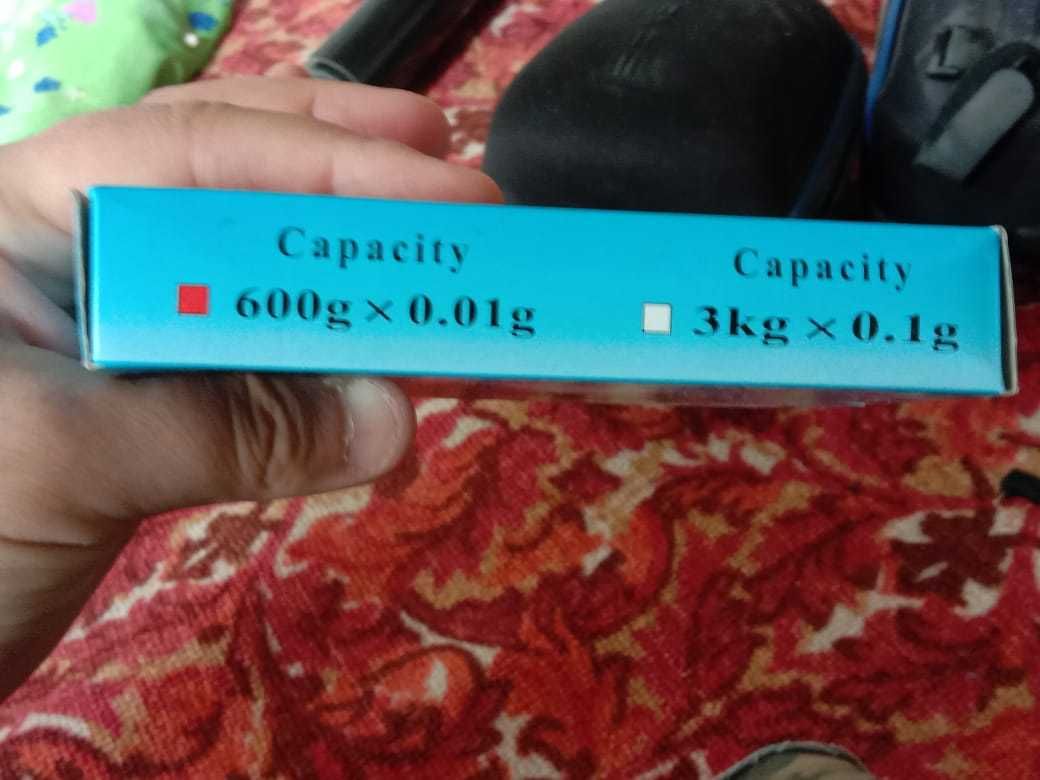 Capacity
600g × 0.01g
Capacity
3kg × 0.1g